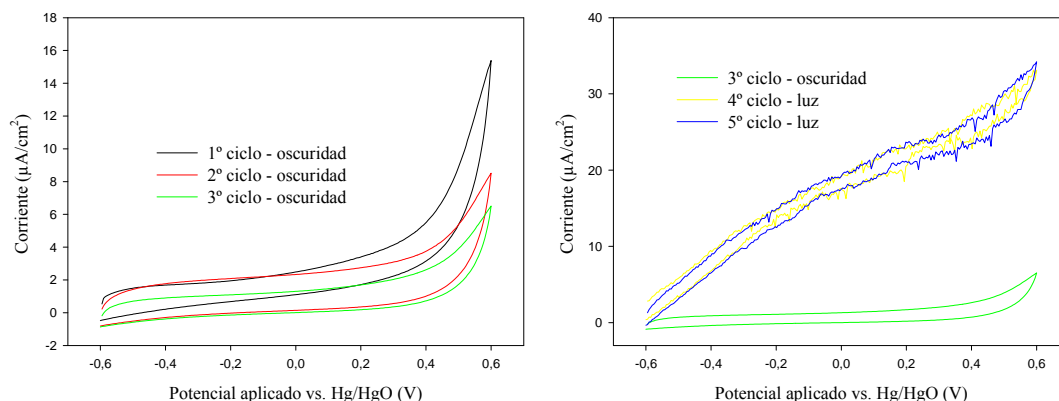 18
16
14
12
10
8
6
4
2
0
-2
Corriente (µA/cm²)
1º ciclo - oscuridad
2º ciclo - oscuridad
3º ciclo - oscuridad
-0,6 -0,4 -0,2 0,0 0,2 0,4 0,6
Potencial aplicado vs. Hg/HgO (V)
40
30
20
10
0
Corriente (µA/cm²)
3º ciclo - oscuridad
4º ciclo - luz
5º ciclo - luz
-0,6 -0,4 -0,2 0,0 0,2 0,4 0,6
Potencial aplicado vs. Hg/HgO (V)